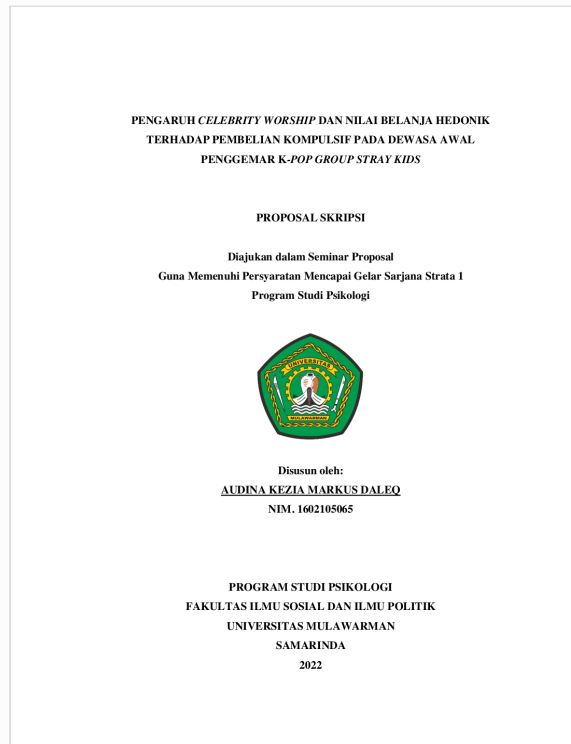 PENGARUH CELEBRITY WORSHIP DAN NILAI BELANJA HEDONIK
TERHADAP PEMBELIAN KOMPULSIF PADA DEWASA AWAL
PENGGEMAR K-POP GROUP STRAY KIDS
PROPOSAL SKRIPSI
Diajukan dalam Seminar Proposal
Guna Memenuhi Persyaratan Mencapai Gelar Sarjana Strata 1
Program Studi Psikologi
UNIVERSITAS
MULAWARMAN
Disusun oleh:
AUDINA KEZIA MARKUS DALEQ
NIM. 1602105065
PROGRAM STUDI PSIKOLOGI
FAKULTAS ILMU SOSIAL DAN ILMU POLITIK
UNIVERSITAS MULAWARMAN
SAMARINDA
2022